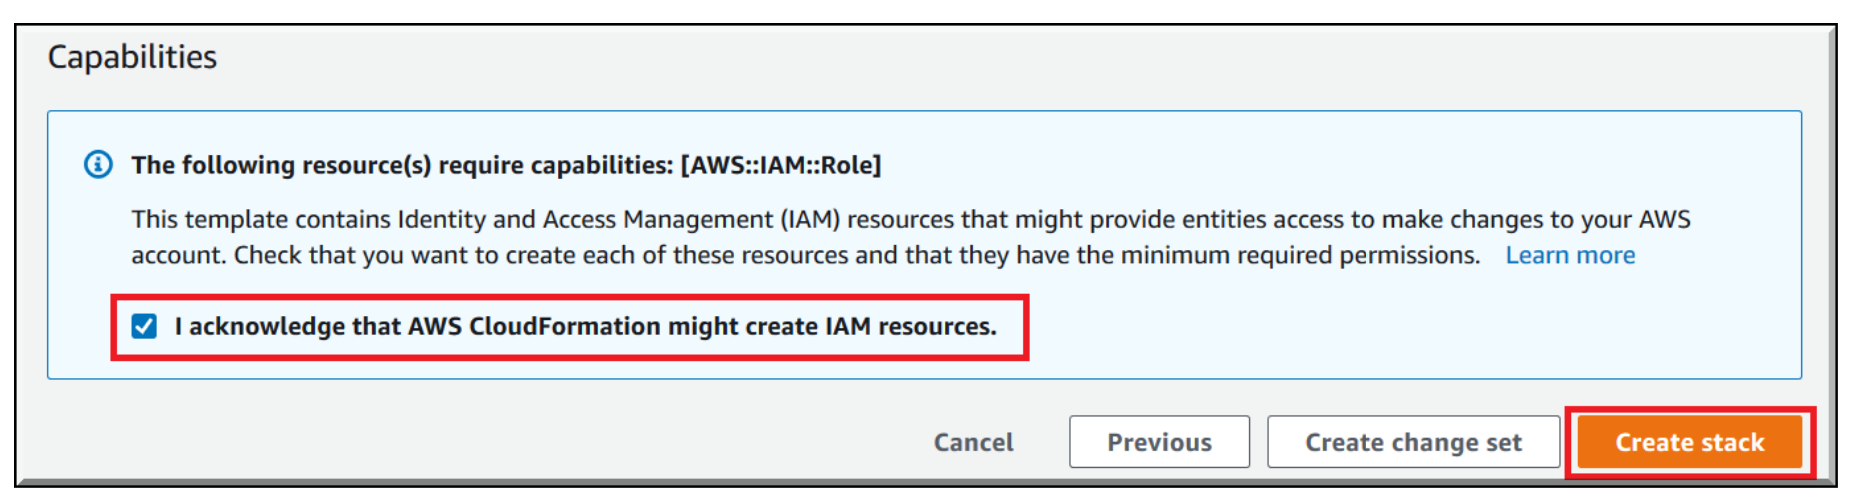 Capabilities
The following resource(s) require capabilities: [AWS::IAM::Role]
This template contains Identity and Access Management (IAM) resources that might provide entities access to make changes to your AWS
account. Check that you want to create each of these resources and that they have the minimum required permissions. Learn more
I acknowledge that AWS CloudFormation might create IAM resources.
Cancel Previous Create change set Create stack